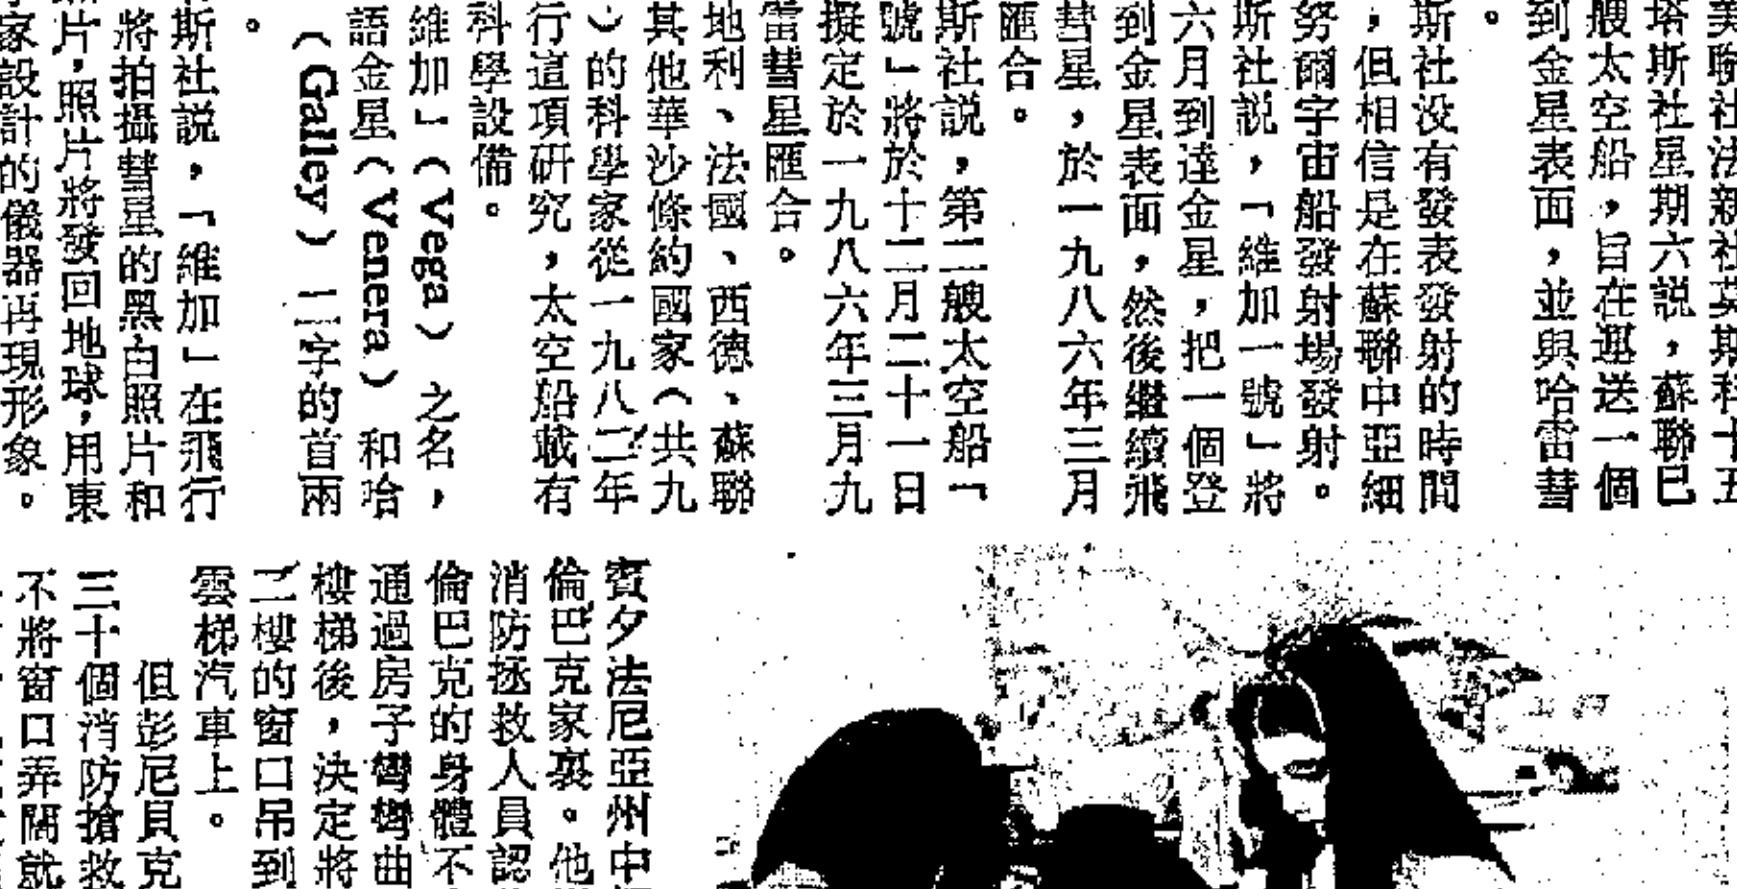 美聯社法新社莫斯科十五
塔斯社星期六説，蘇聯已
艘太空船，旨在運送一個
到金星表面，並與哈雷彗
。
斯社没有發表發射的時間
，但相信是在蘇聯中亞細
努爾宇宙船發射場發射。
斯社説，「維加一號」將
六月到達金星，把一個登
到金星表面，然後繼續飛
彗星，於一九八六年三月
匯合。
斯社説，第二艘太空船「
號」將於十二月二十一日
擬定於一九八六年三月九
雷彗星匯合。
地利、法國、西德、蘇聯
其他華沙條約國家（共九
）的科學家從一九八二年
行這項研究，太空船載有
科學設備。
維加」（Vega）之名，
語金星（Venera）和哈
（Galley）二字的首兩
。
斯社説，「維加」在飛行
將拍攝彗星的黑白照片和
片，照片將發回地球，用東
家設計的儀器再現形象。
賓夕法尼亞州中
倫巴克家裏。他
消防拯救人員認
倫巴克的身體不
通過房子彎彎曲
樓梯後，決定將
二樓的窗口吊到
雲梯汽車上。
但彭尼貝克
三十個消防搶救
不將窗口弄開就